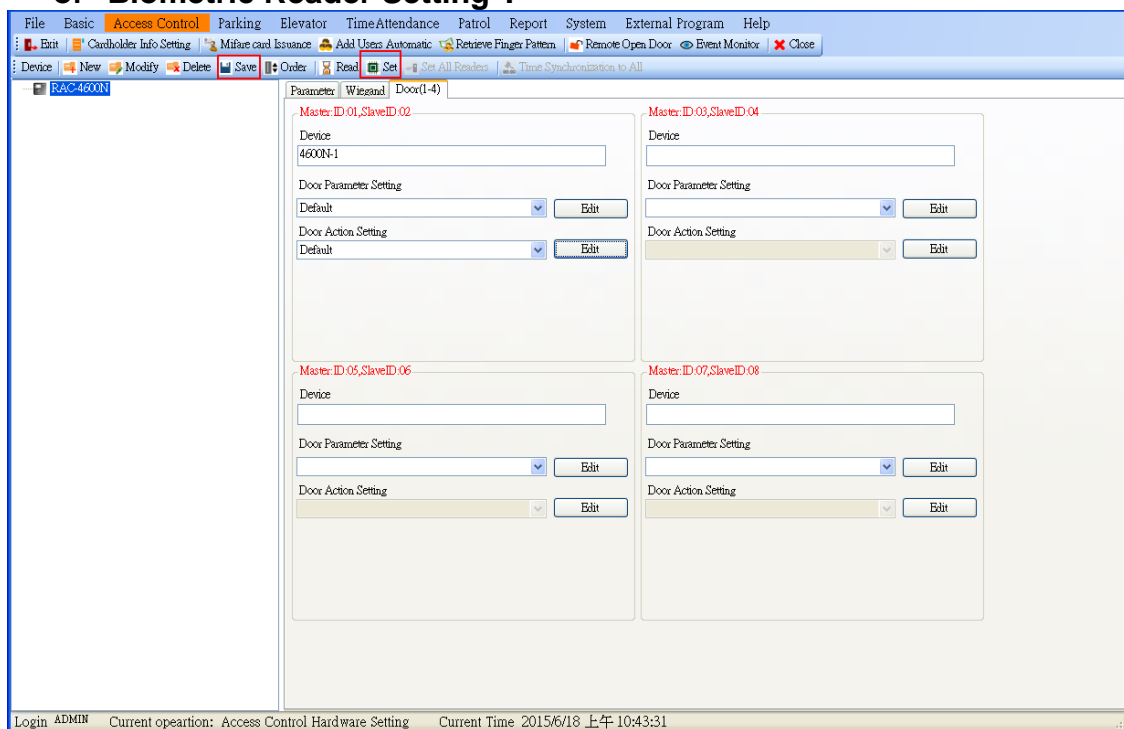 Biometric Reader Setting
File Basic Access Control Parking Elevator TimeAttendance Patrol Report System External Program Help
Exit Cardholder Info Setting Mifare card Issuance Add Users Automatic Retrieve Finger Pattern Remote Open Door Event Monitor Close
Device New Modify Delete Save Order Read Set Set All Readers Time Synchronization to All
RAC-4600N
Parameter Wiegand Door(1-4)
Master:ID:01,SlaveID:02
Device
4600N-1
Door Parameter Setting
Default Edit
Door Action Setting
Default Edit
Master:ID:03,SlaveID:04
Device
Door Parameter Setting
Edit
Door Action Setting
Edit
Master:ID:05,SlaveID:06
Device
Door Parameter Setting
Edit
Door Action Setting
Edit
Master:ID:07,SlaveID:08
Device
Door Parameter Setting
Edit
Door Action Setting
Edit
Login ADMIN Current opeartion: Access Control Hardware Setting Current Time 2015/6/18 上午 10:43:31